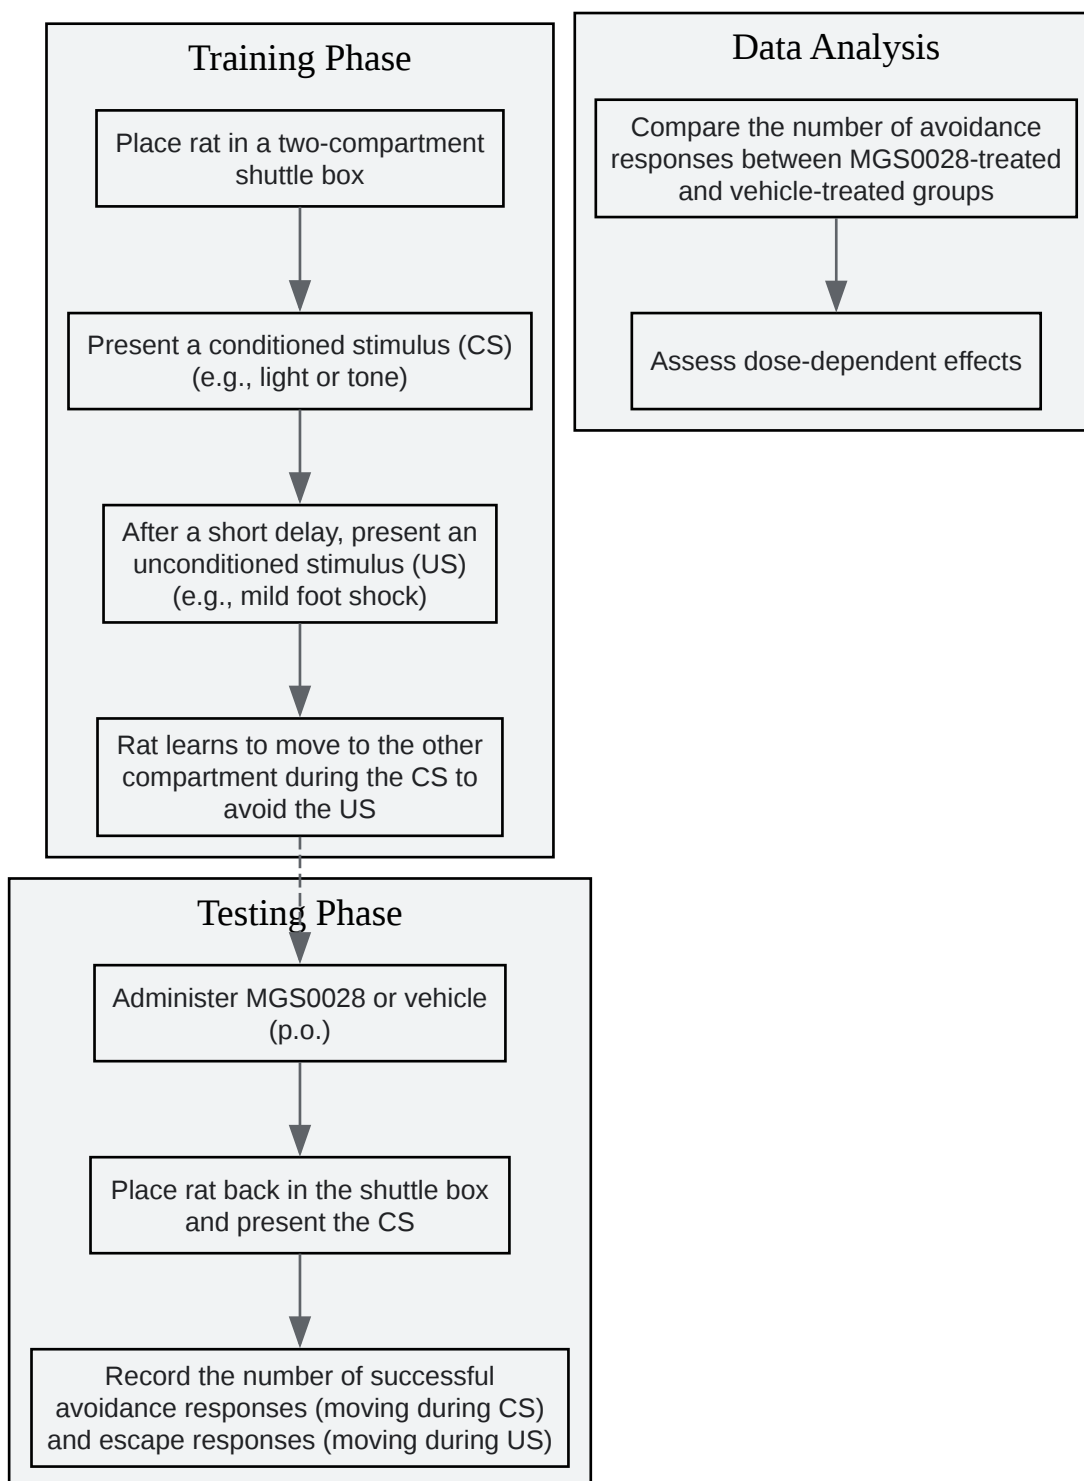 Training Phase
Place rat in a two-compartment
shuttle box
Present a conditioned stimulus (CS)
(e.g., light or tone)
After a short delay, present an
unconditioned stimulus (US)
(e.g., mild foot shock)
Rat learns to move to the other
compartment during the CS to
avoid the US
Testing Phase
Administer MGS0028 or vehicle
(p.o.)
Place rat back in the shuttle box
and present the CS
Record the number of successful
avoidance responses (moving during CS)
and escape responses (moving during US)
Data Analysis
Compare the number of avoidance
responses between MGS0028-treated
and vehicle-treated groups
Assess dose-dependent effects